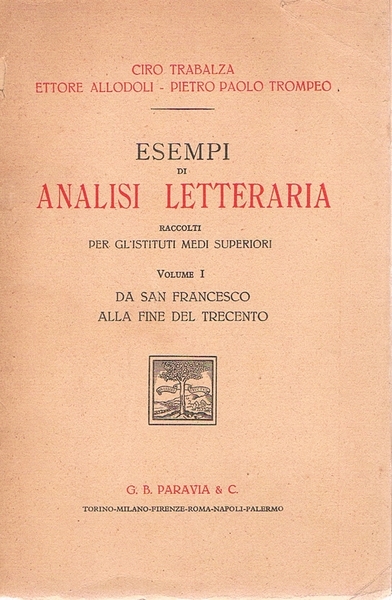 CIRO TRABALZA
ETTORE ALLODOLI - PIETRO PAOLO TROMPEO
ESEMPI
DI
ANALISI LETTERARIA
RACCOLTI
PER GL'ISTITUTI MEDI SUPERIORI
VOLUME I
DA SAN FRANCESCO
ALLA FINE DEL TRECENTO
G. B. PARAVIA & C.
TORINO-MILANO-FIRENZE-ROMA-NAPOLI-PALERMO